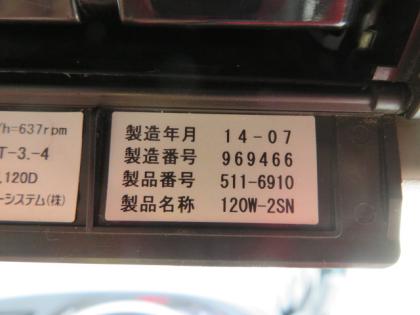 /h=637rpm
T-3.-4
120D
ーシステム(株)
製造年月 14-07
製造番号 969466
製品番号 511-6910
製品名称 120W-2SN